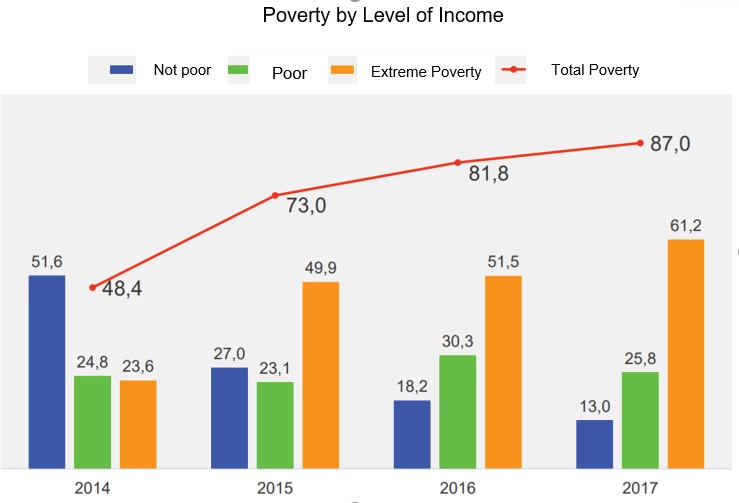 Poverty by Level of Income
Not poor Poor Extreme Poverty Total Poverty
87,0
81,8
73,0
61,2
51,6 48,4 49,9 51,5
30,3
24,8 23,6 27,0 23,1 25,8
18,2 13,0
2014 2015 2016 2017